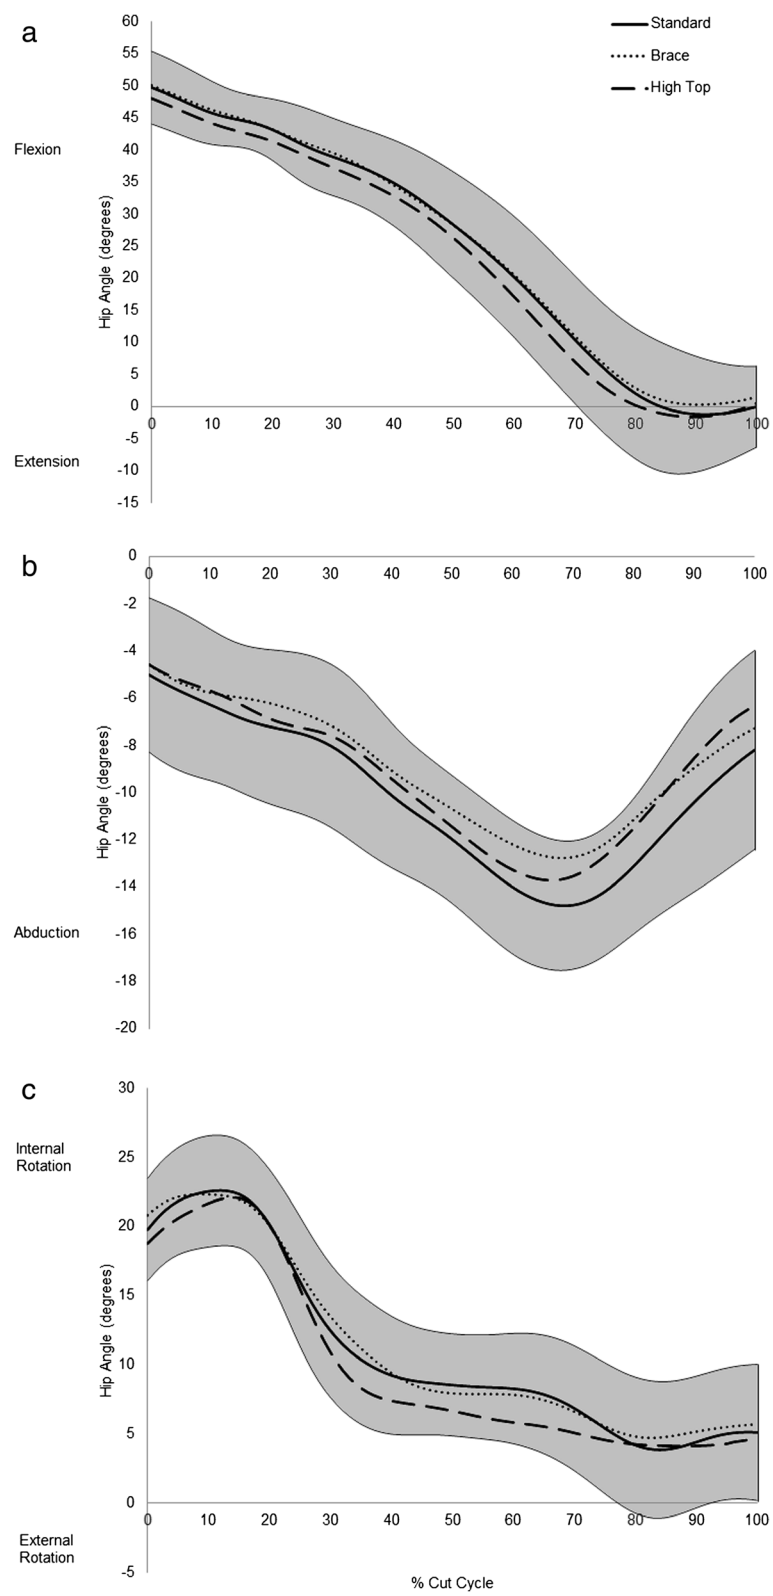 a
60
55
50
45
40
35
30
25
20
15
10
5
0
-5
-10
-15
Flexion
Extension
Hip Angle (degrees)
Standard
Brace
High Top
0 10 20 30 40 50 60 70 80 90 100
b
0
-2
-4
-6
-8
-10
-12
-14
-16
-18
-20
Abduction
Hip Angle (degrees)
0 10 20 30 40 50 60 70 80 90 100
c
30
25
20
15
10
5
0
-5
Internal
Rotation
External
Rotation
Hip Angle (degrees)
0 10 20 30 40 50 60 70 80 90 100
% Cut Cycle